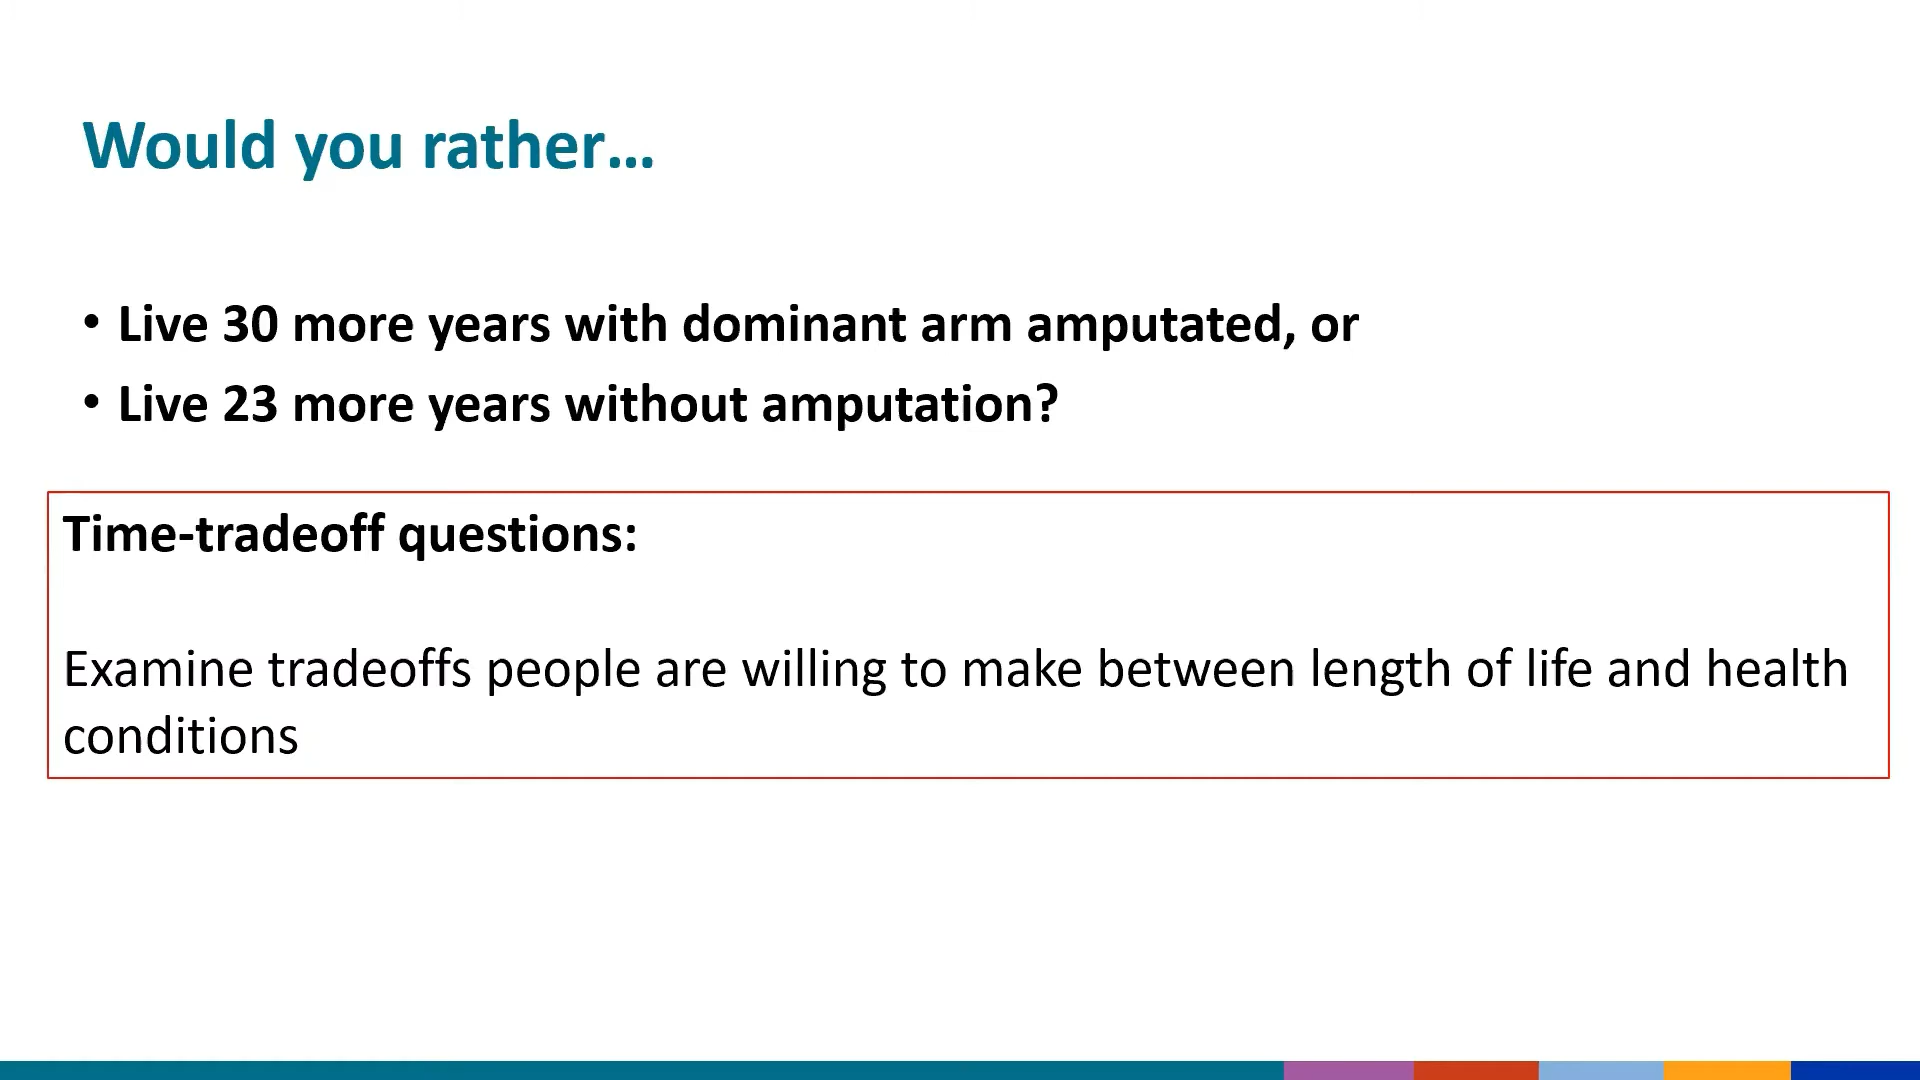 Would you rather…
• Live 30 more years with dominant arm amputated, or
• Live 23 more years without amputation?
Time-tradeoff questions:
Examine tradeoffs people are willing to make between length of life and health
conditions